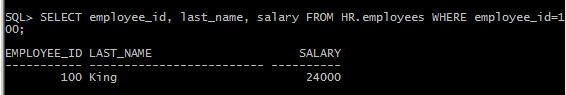 SQL> SELECT employee_id, last_name, salary FROM HR.employees WHERE employee_id=1
00;
EMPLOYEE_ID LAST_NAME                     SALARY
----------- ------------------------- ----------
        100 King                           24000